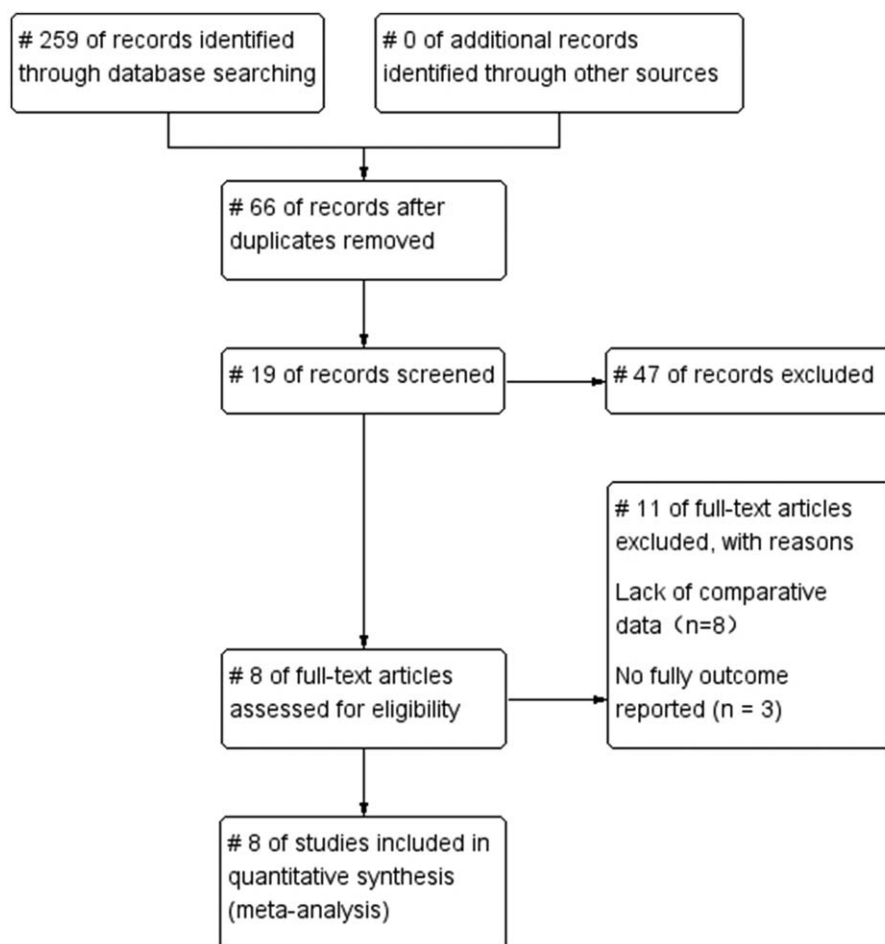 # 259 of records identified
through database searching
# 0 of additional records
identified through other sources
# 66 of records after
duplicates removed
# 19 of records screened
# 47 of records excluded
# 11 of full-text articles
excluded, with reasons
Lack of comparative
data（n=8）
No fully outcome
reported (n = 3)
# 8 of full-text articles
assessed for eligibility
# 8 of studies included in
quantitative synthesis
(meta-analysis)